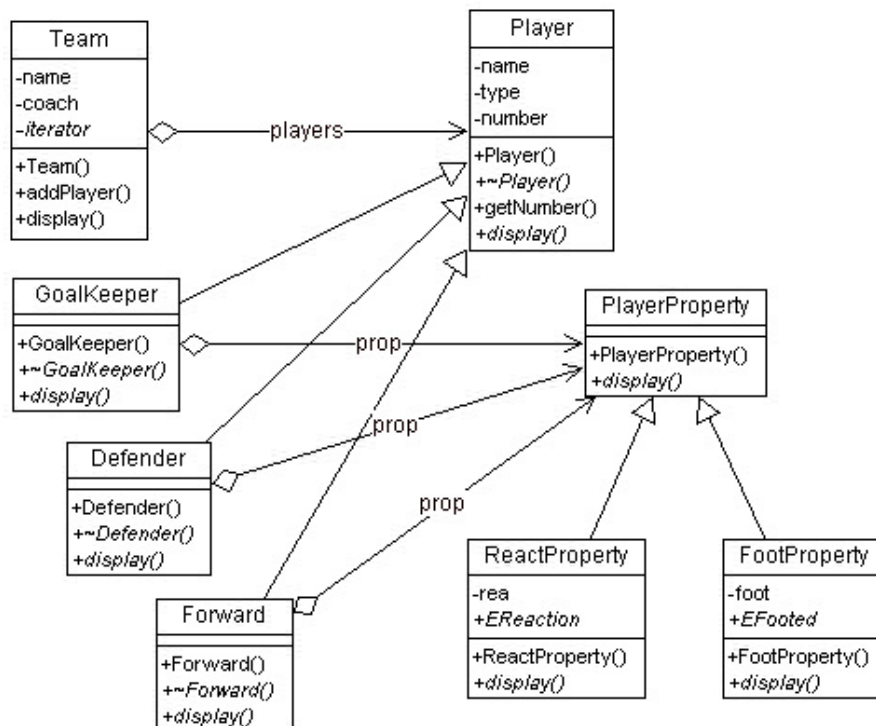 Team
-name
-coach
-iterator
+Team()
+addPlayer()
+display()
players
Player
-name
-type
-number
+Player()
+~Player()
+getNumber()
+display()
GoalKeeper
+GoalKeeper()
+~GoalKeeper()
+display()
prop
PlayerProperty
+PlayerProperty()
+display()
Defender
+Defender()
+~Defender()
+display()
prop
Forward
+Forward()
+~Forward()
+display()
prop
ReactProperty
-rea
+EReaction
+ReactProperty()
+display()
FootProperty
-foot
+EFooted
+FootProperty()
+display()